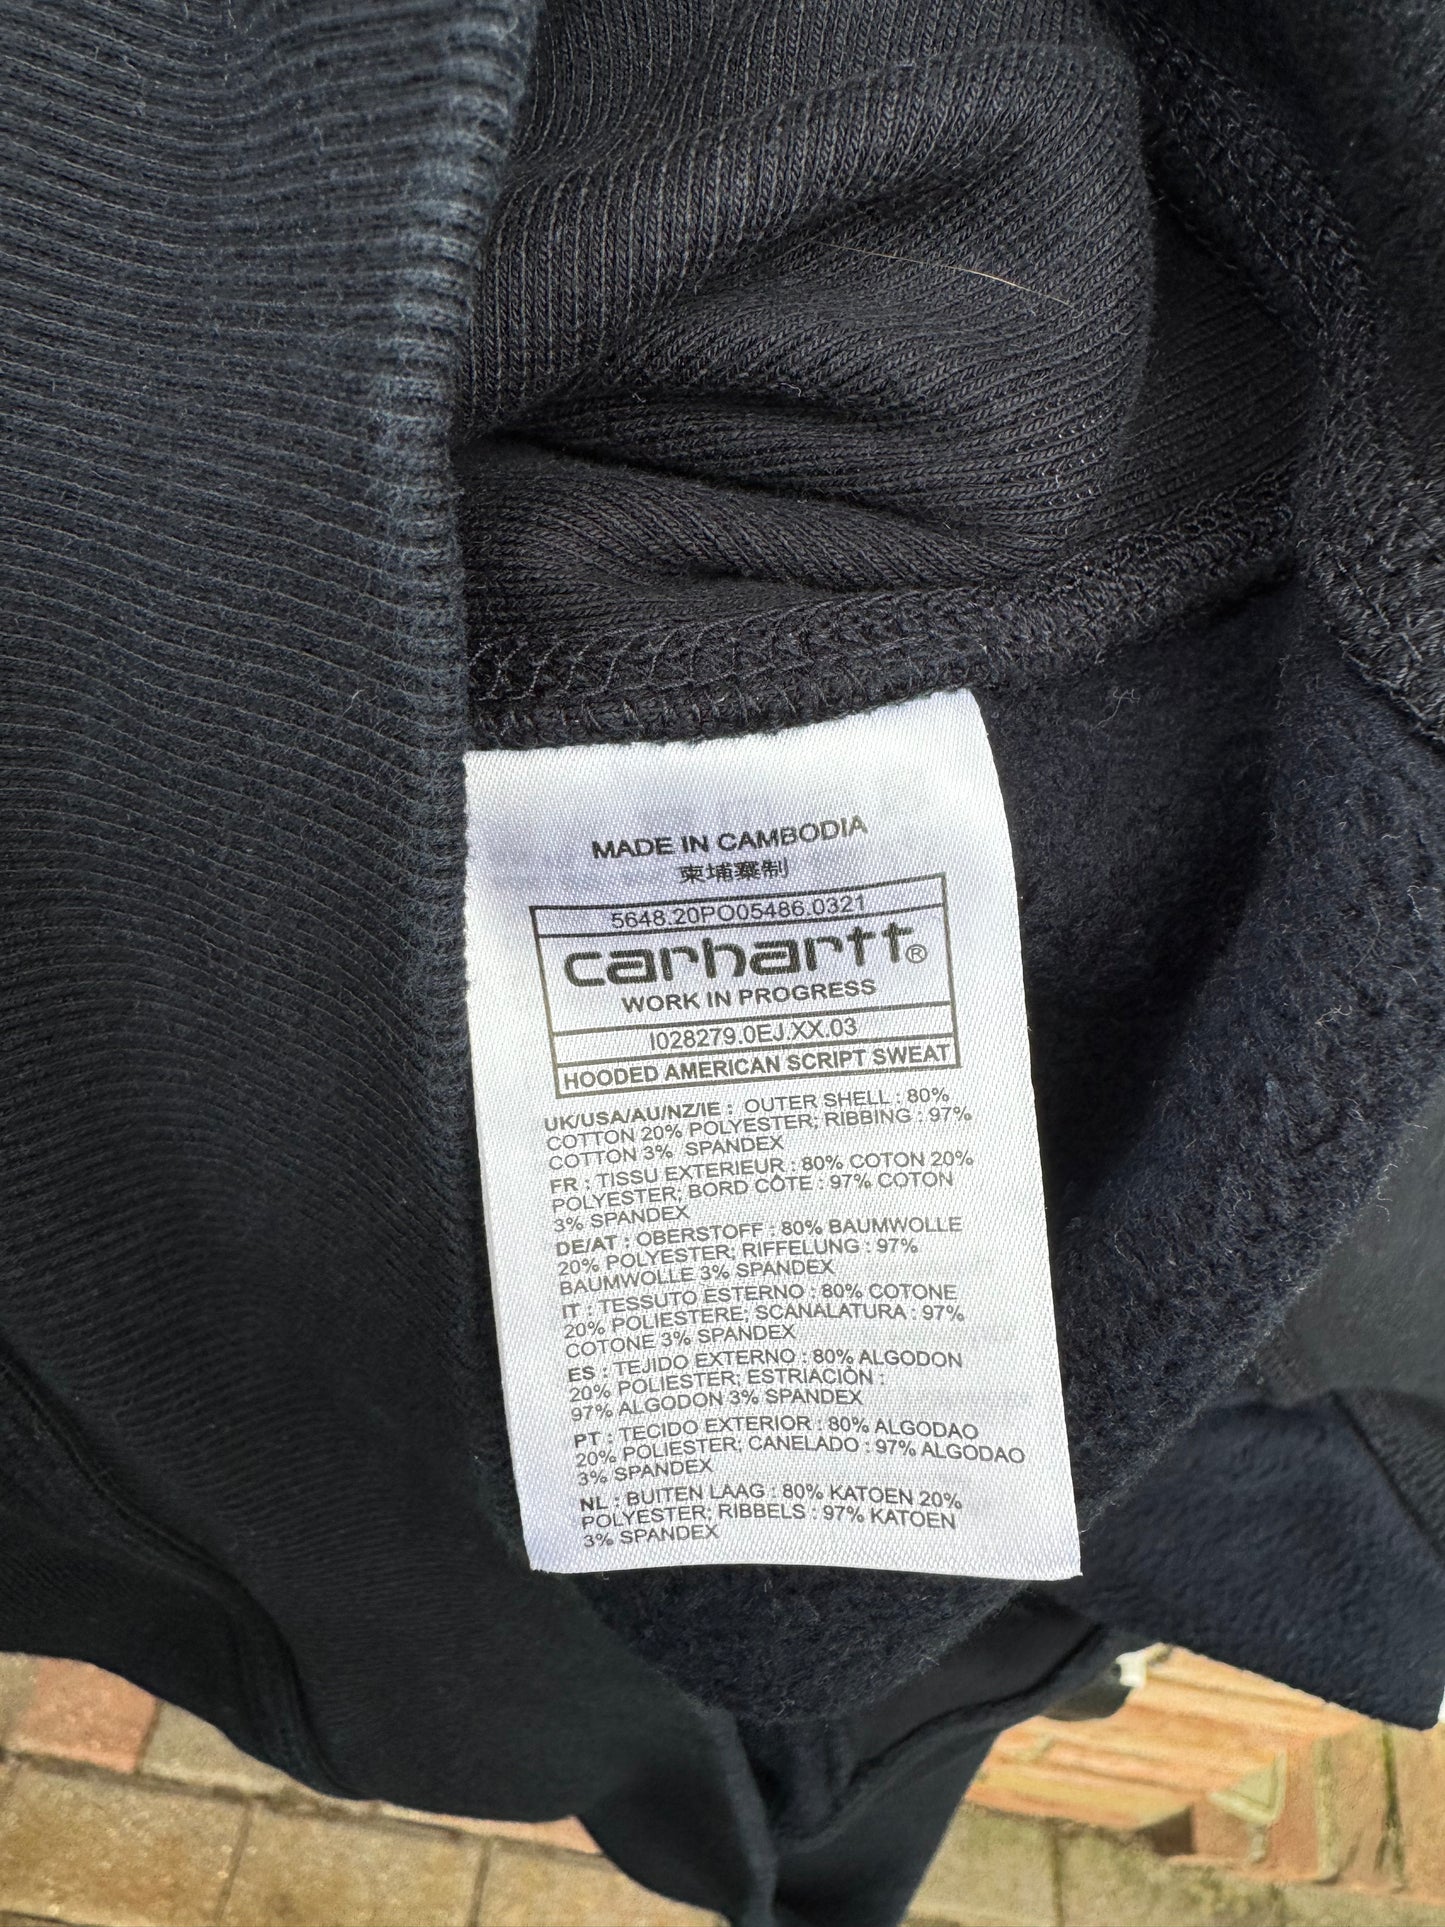 MADE IN CAMBODIA
柬埔寨制
5648.20PO05486.0321
carhartt®
WORK IN PROGRESS
I028279.0EJ.XX.03
HOODED AMERICAN SCRIPT SWEAT
UK/USA/AU/NZ/IE : OUTER SHELL : 80%
COTTON 20% POLYESTER; RIBBING : 97%
COTTON 3% SPANDEX
FR : TISSU EXTERIEUR : 80% COTON 20%
POLYESTER; BORD CÔTE : 97% COTON
3% SPANDEX
DE/AT : OBERSTOFF : 80% BAUMWOLLE
20% POLYESTER; RIFFELUNG : 97%
BAUMWOLLE 3% SPANDEX
IT : TESSUTO ESTERNO : 80% COTONE
20% POLIESTERE; SCANALATURA : 97%
COTONE 3% SPANDEX
ES : TEJIDO EXTERNO : 80% ALGODON
20% POLIESTER; ESTRIACIÒN :
97% ALGODON 3% SPANDEX
PT : TECIDO EXTERIOR : 80% ALGODAO
20% POLIESTER; CANELADO : 97% ALGODAO
3% SPANDEX
NL : BUITEN LAAG : 80% KATOEN 20%
POLYESTER; RIBBELS : 97% KATOEN
3% SPANDEX